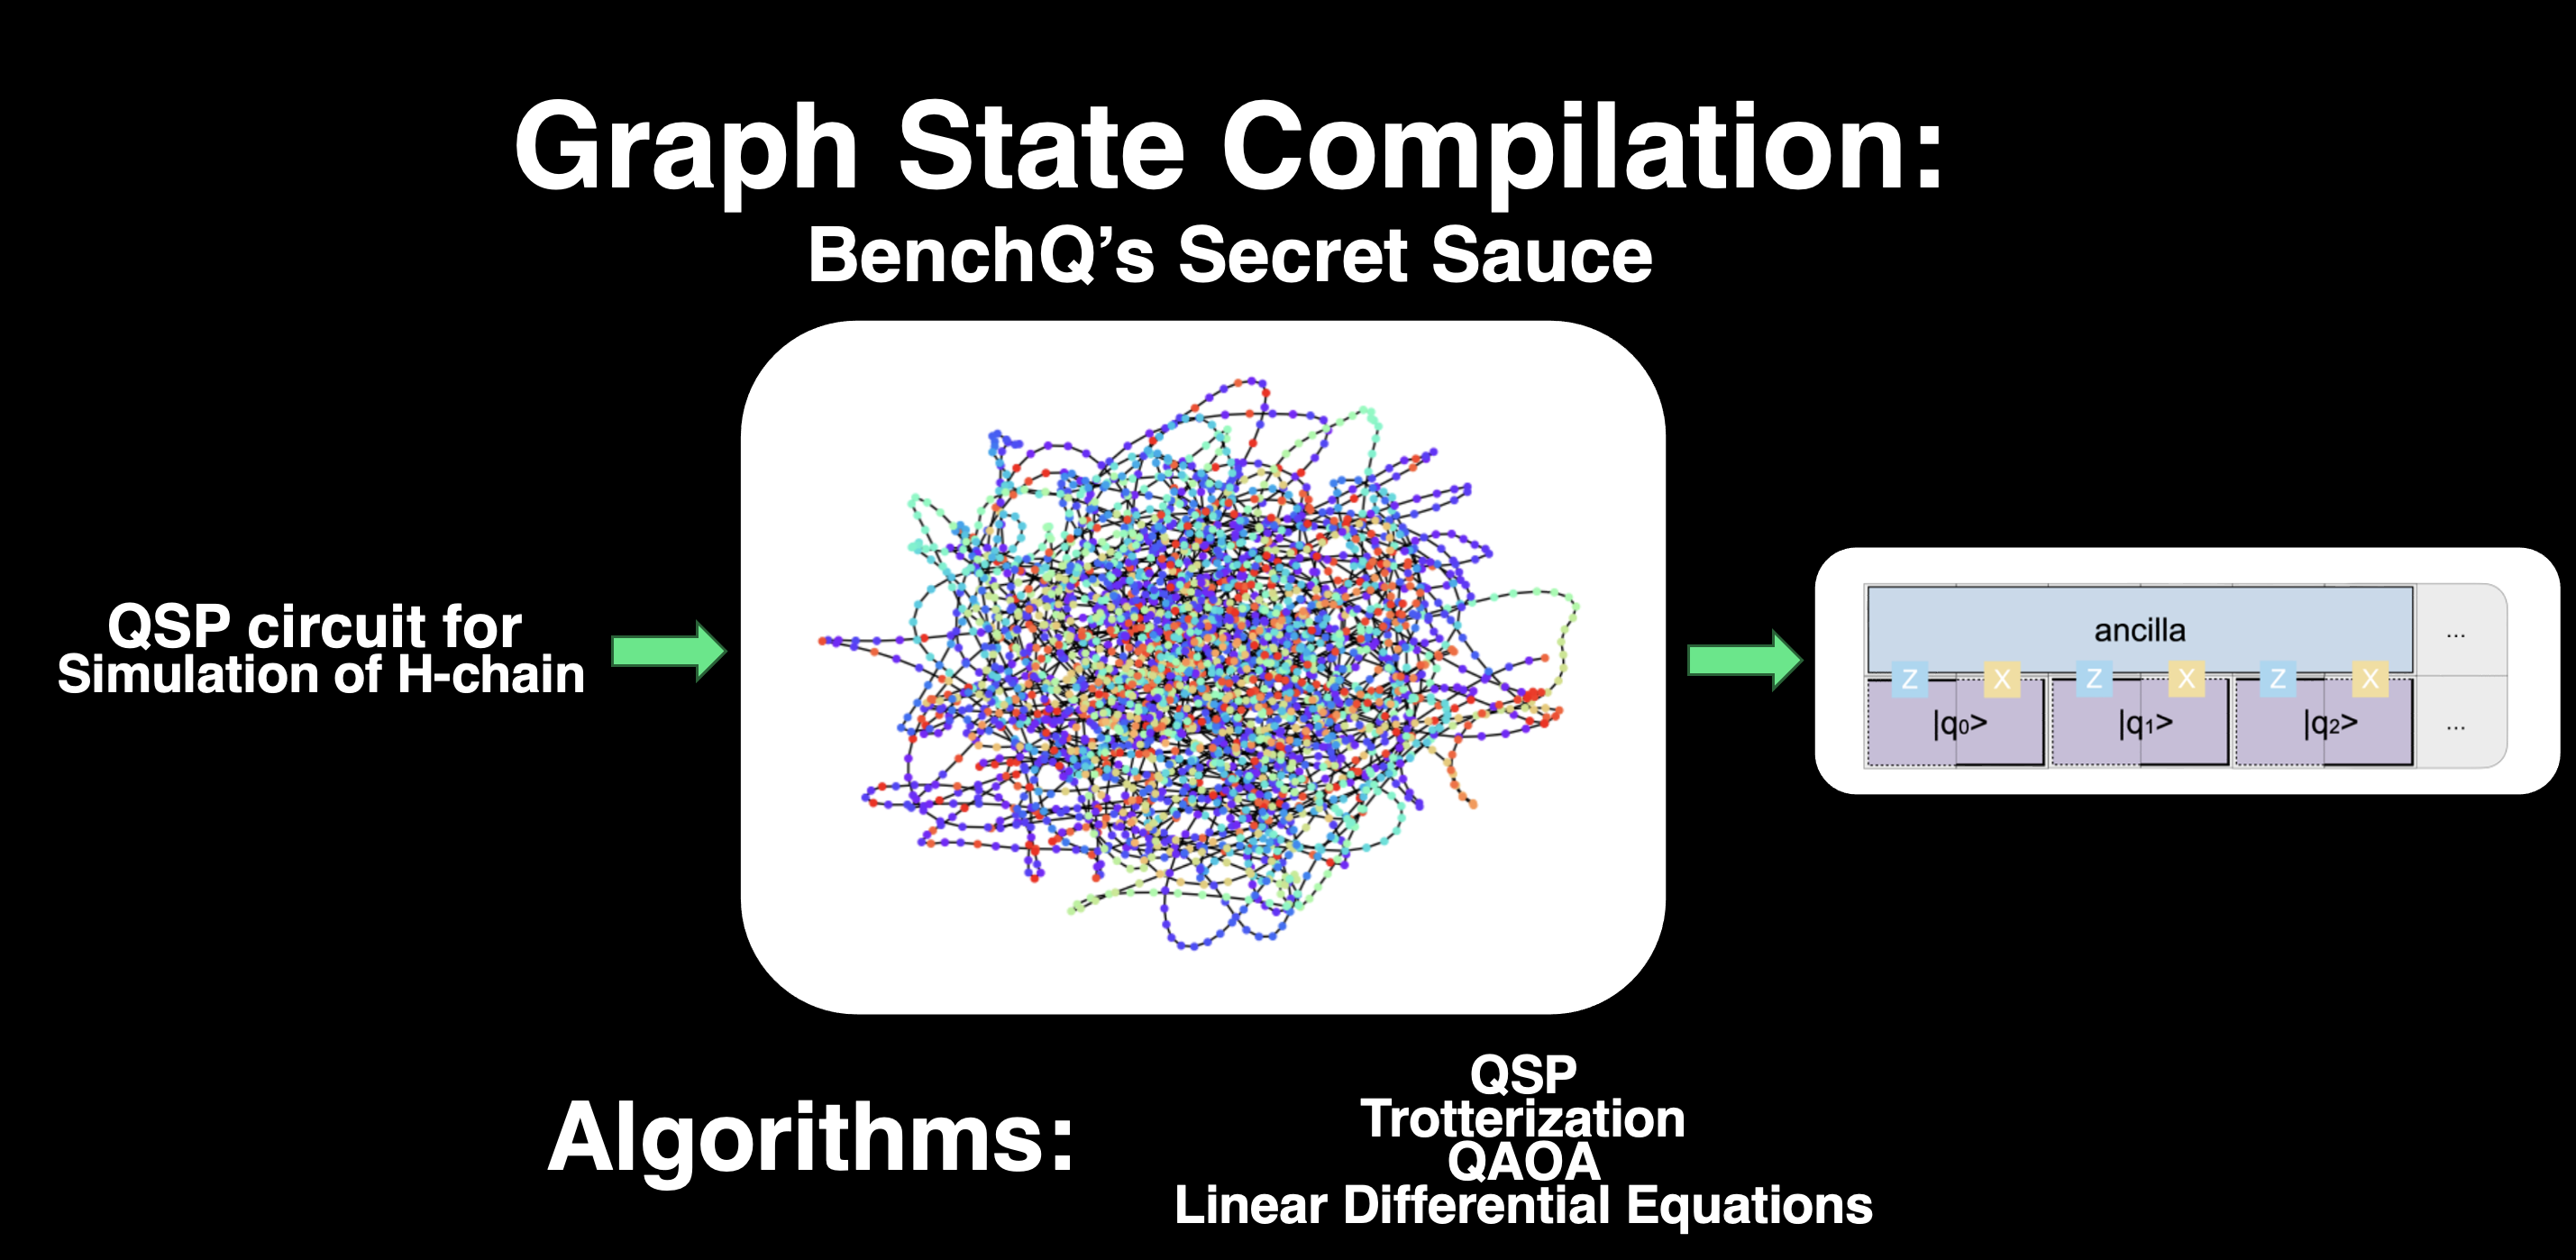 Graph State Compilation:
BenchQ’s Secret Sauce
QSP circuit for
Simulation of H-chain
ancilla
...
Z X Z X Z X
|q0> |q1> |q2> ...
Algorithms:
QSP
Trotterization
QAOA
Linear Differential Equations